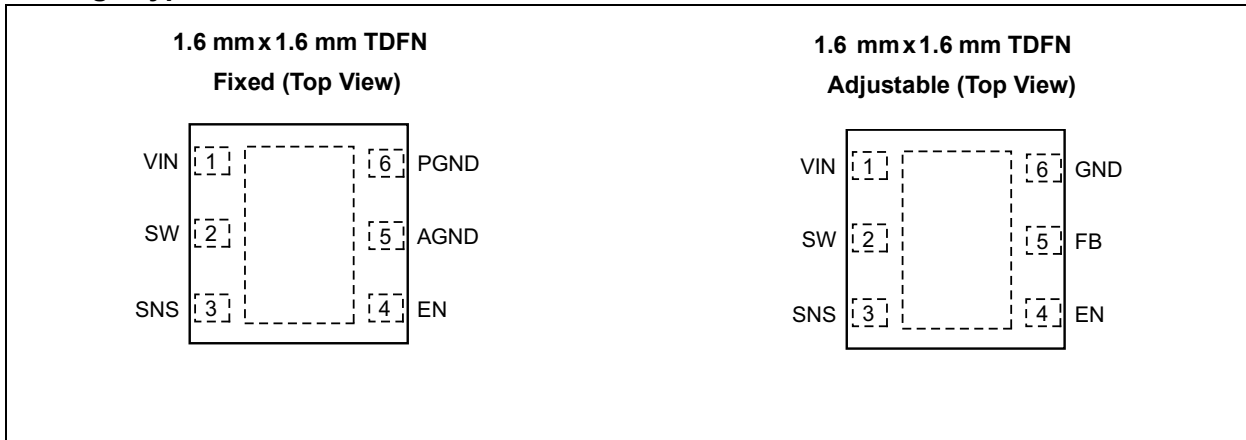 1.6 mm x 1.6 mm TDFN
Fixed (Top View)
VIN 1 6 PGND
SW 2 5 AGND
SNS 3 4 EN
1.6 mm x 1.6 mm TDFN
Adjustable (Top View)
VIN 1 6 GND
SW 2 5 FB
SNS 3 4 EN